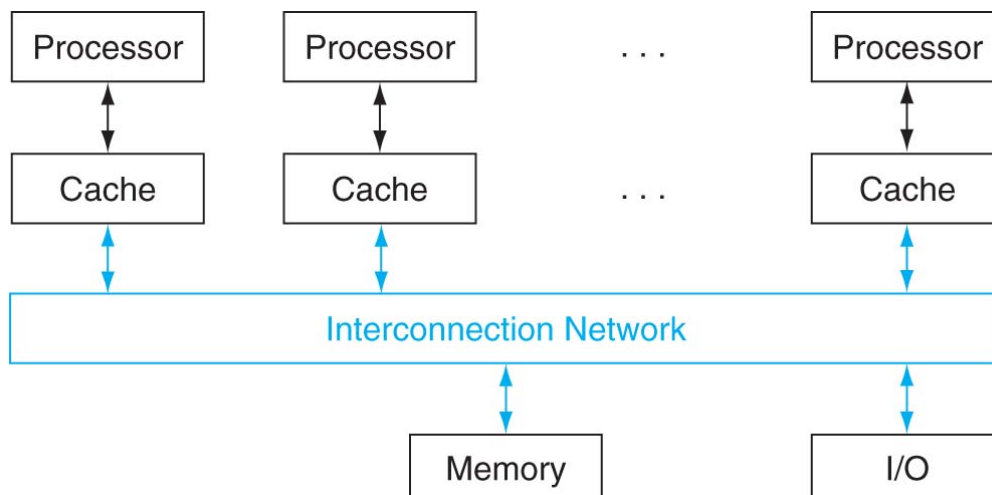 Processor
Processor
. . .
Processor
Cache
Cache
. . .
Cache
Interconnection Network
Memory
I/O